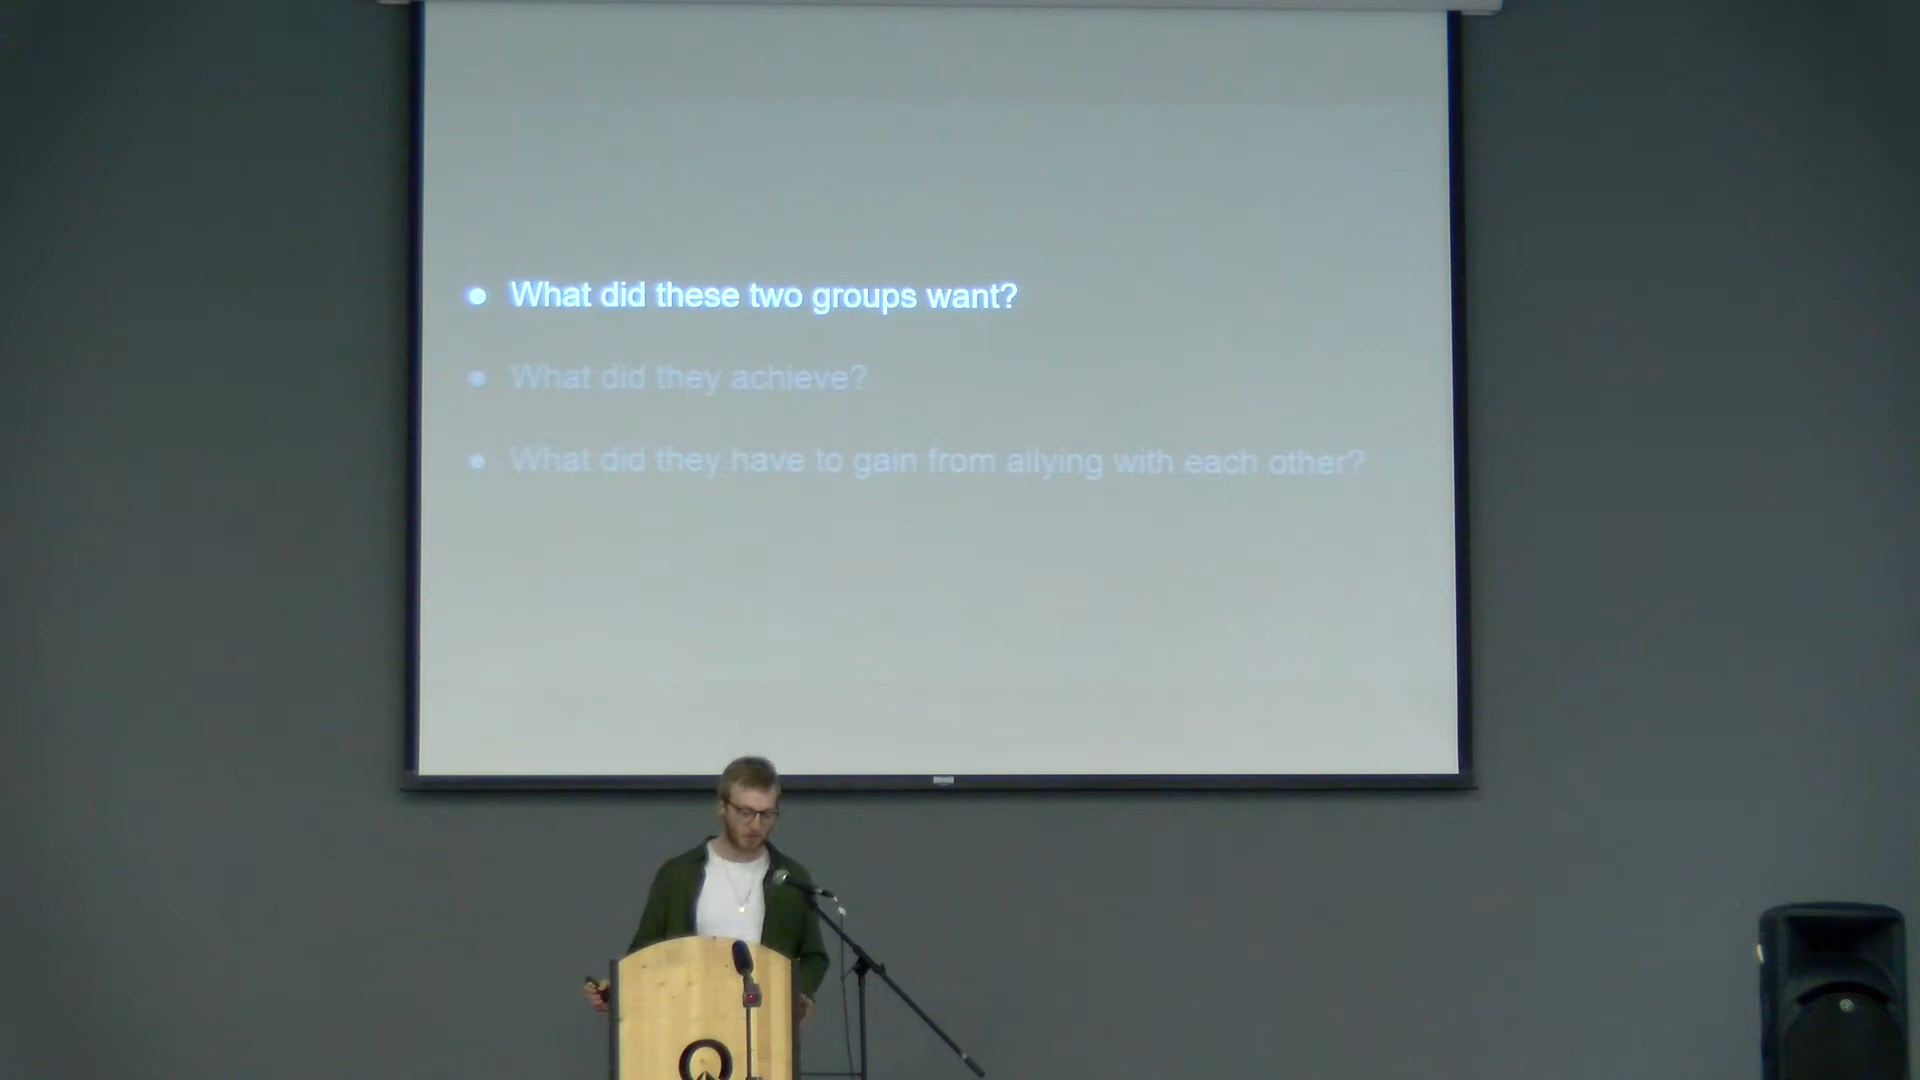 ● What did these two groups want?
● What did they achieve?
● What did they have to gain from allying with each other?